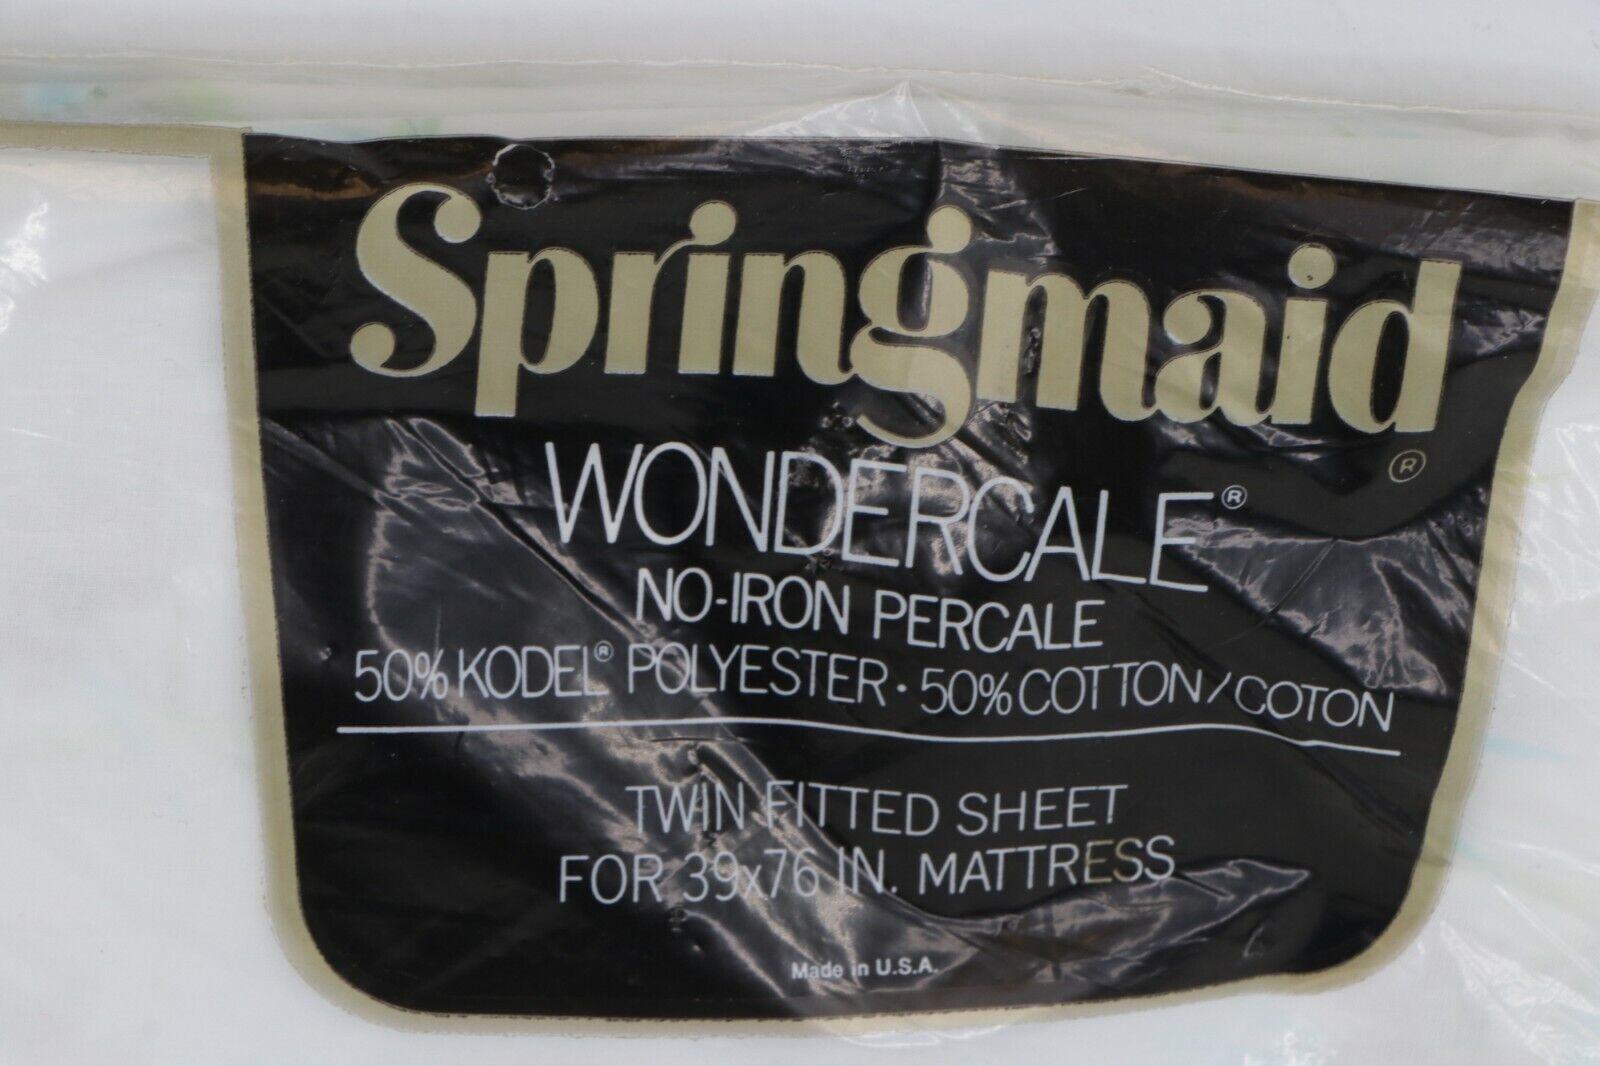 Springmaid®
WONDERCALE®
NO-IRON PERCALE
50% KODEL® POLYESTER · 50% COTTON/COTON
TWIN FITTED SHEET
FOR 39x76 IN. MATTRESS
Made in U.S.A.